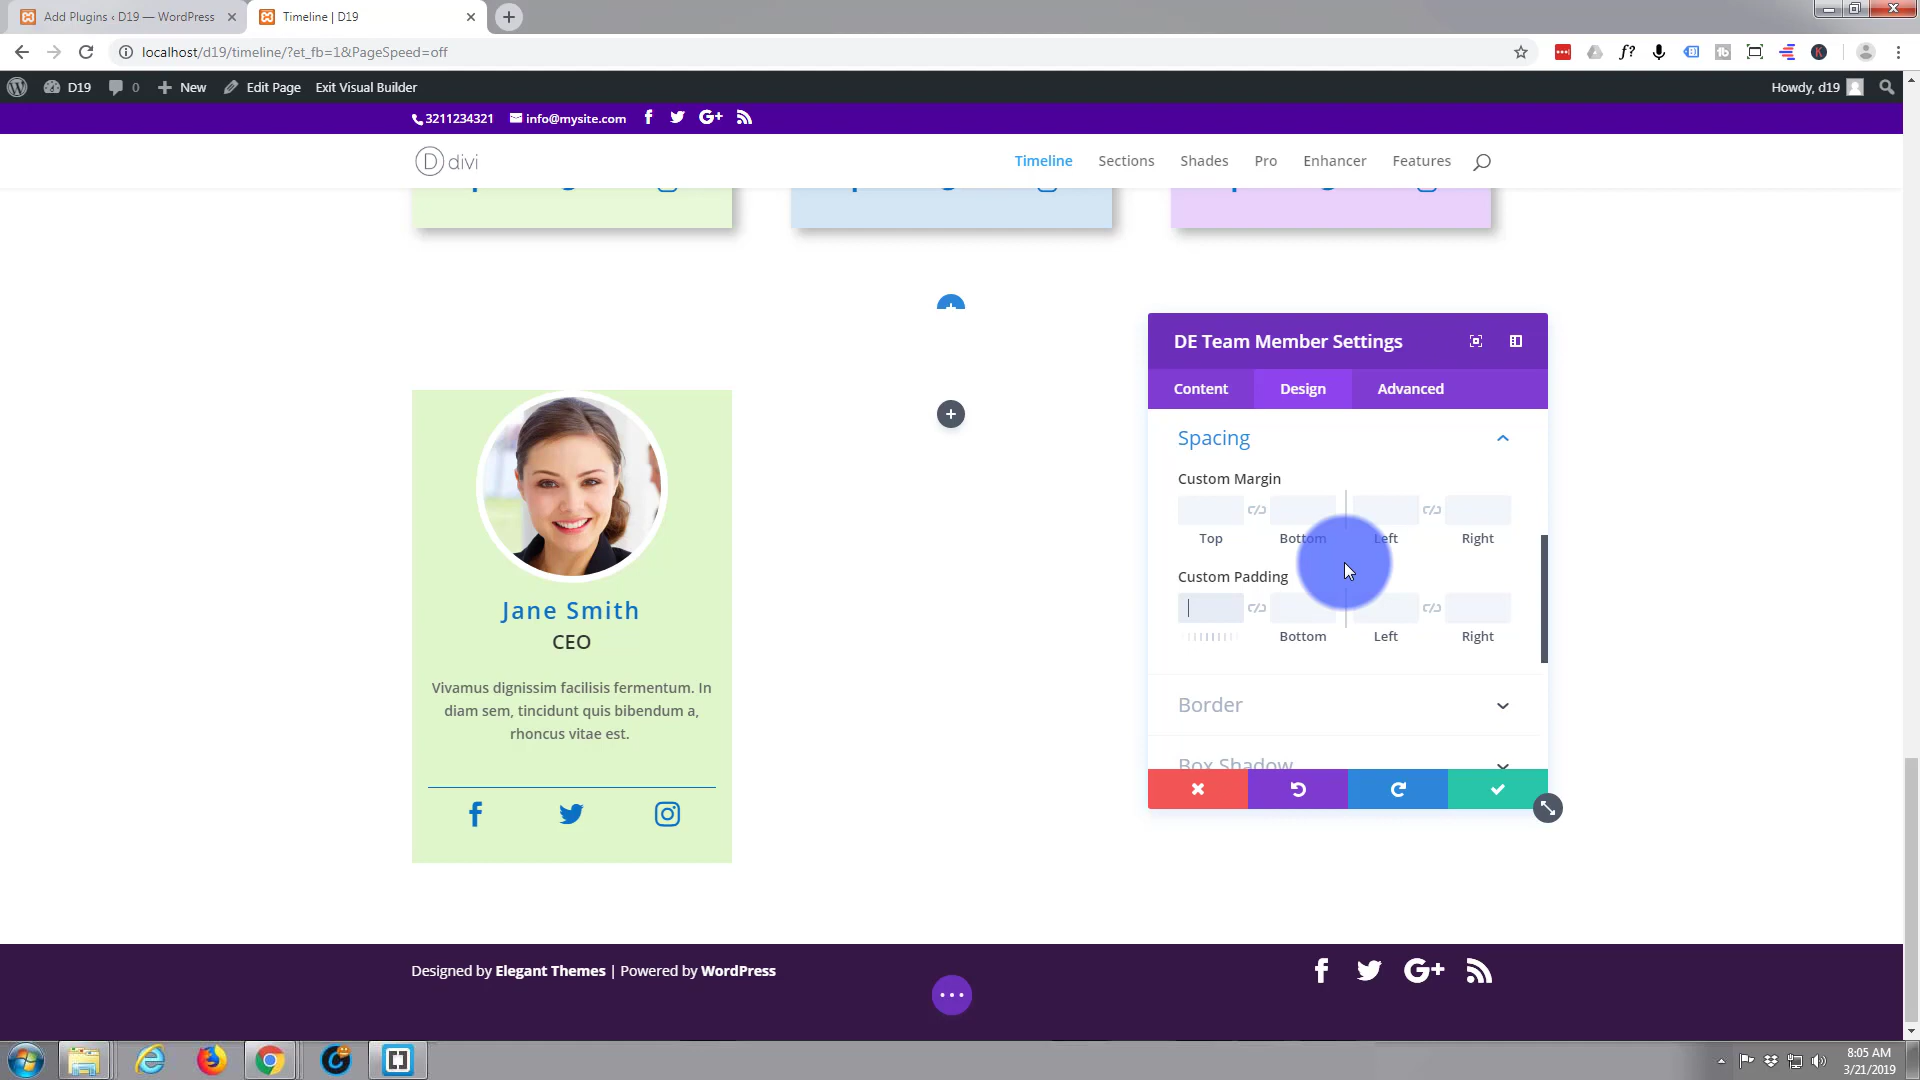 Add Plugins ‹ D19 — WordPress
Timeline | D19
localhost/d19/timeline/?et_fb=1&PageSpeed=off
D19 0 New Edit Page Exit Visual Builder Howdy, d19
3211234321 info@mysite.com
D divi
Timeline Sections Shades Pro Enhancer Features
DE Team Member Settings
Content Design Advanced
Spacing
Custom Margin
Top Bottom Left Right
Custom Padding
Bottom Left Right
Border
Box Shadow
Jane Smith
CEO
Vivamus dignissim facilisis fermentum. In
diam sem, tincidunt quis bibendum a,
rhoncus vitae est.
Designed by Elegant Themes | Powered by WordPress
8:05 AM
3/21/2019